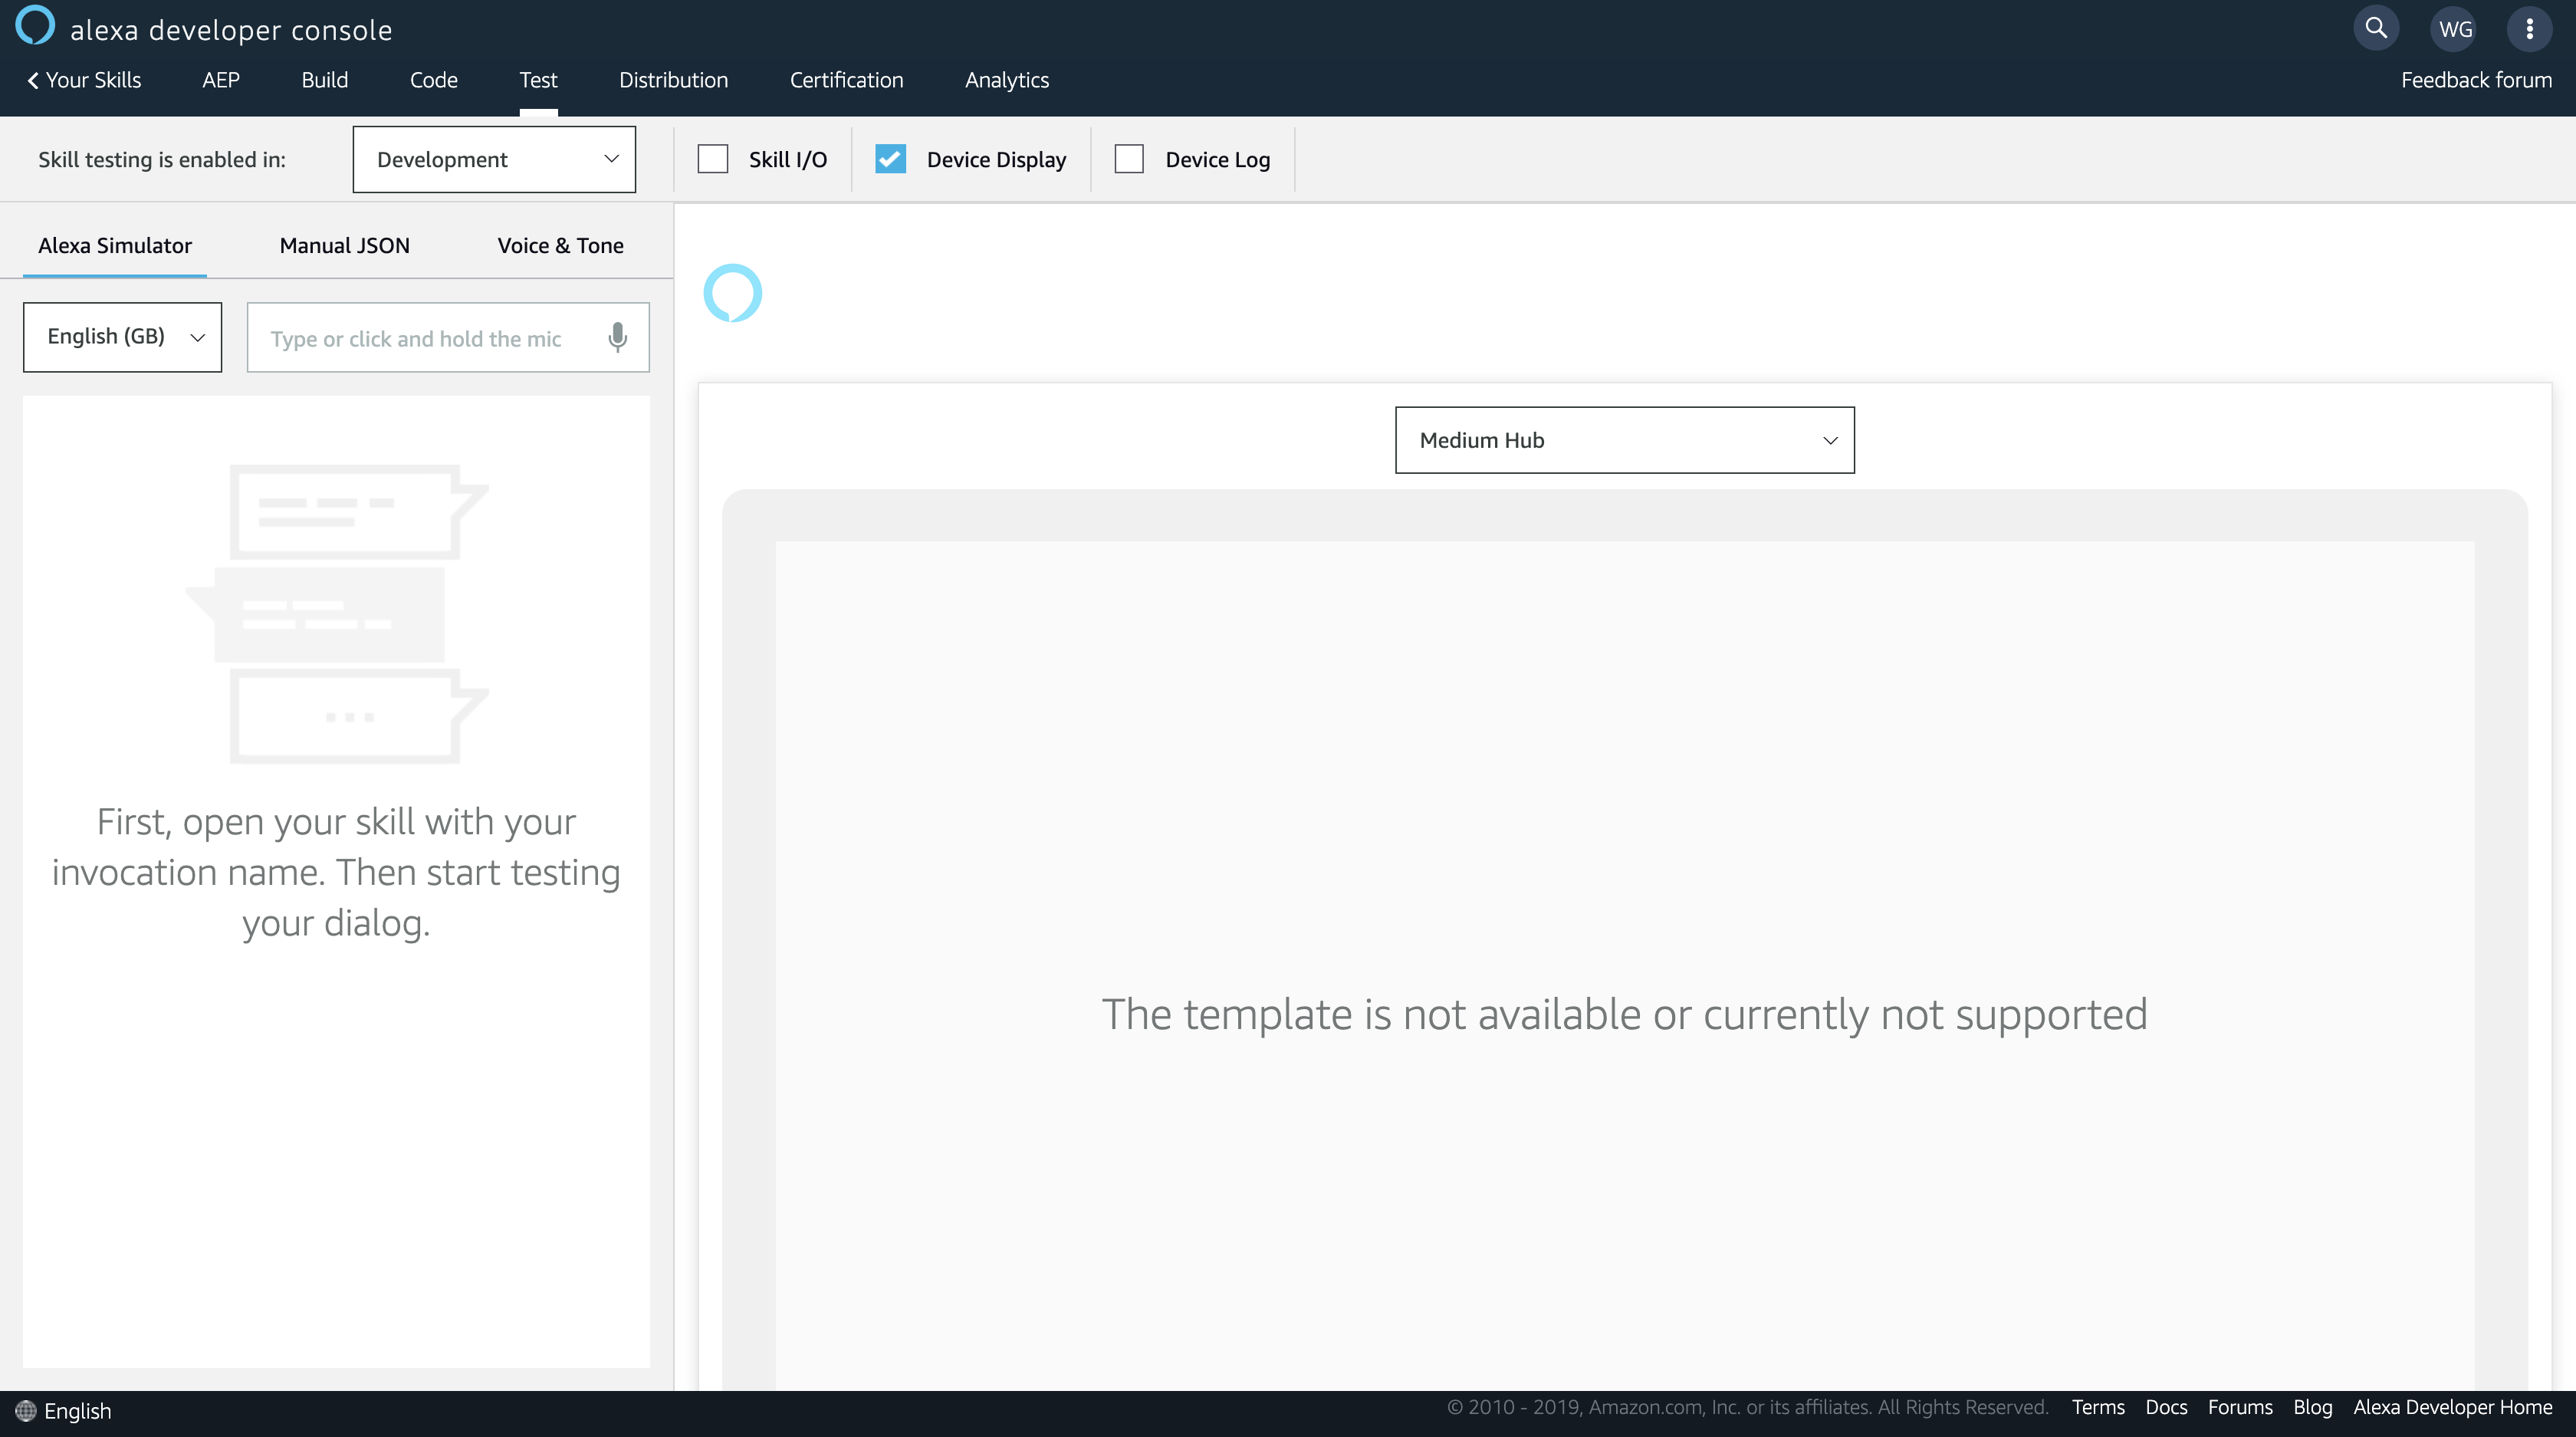 alexa developer console
WG
Your Skills AEP Build Code Test Distribution Certification Analytics Feedback forum
Skill testing is enabled in: Development Skill I/O Device Display Device Log
Alexa Simulator Manual JSON Voice & Tone
English (GB) Type or click and hold the mic
Medium Hub
First, open your skill with your
invocation name. Then start testing
your dialog.
The template is not available or currently not supported
English © 2010 - 2019, Amazon.com, Inc. or its affiliates. All Rights Reserved. Terms Docs Forums Blog Alexa Developer Home